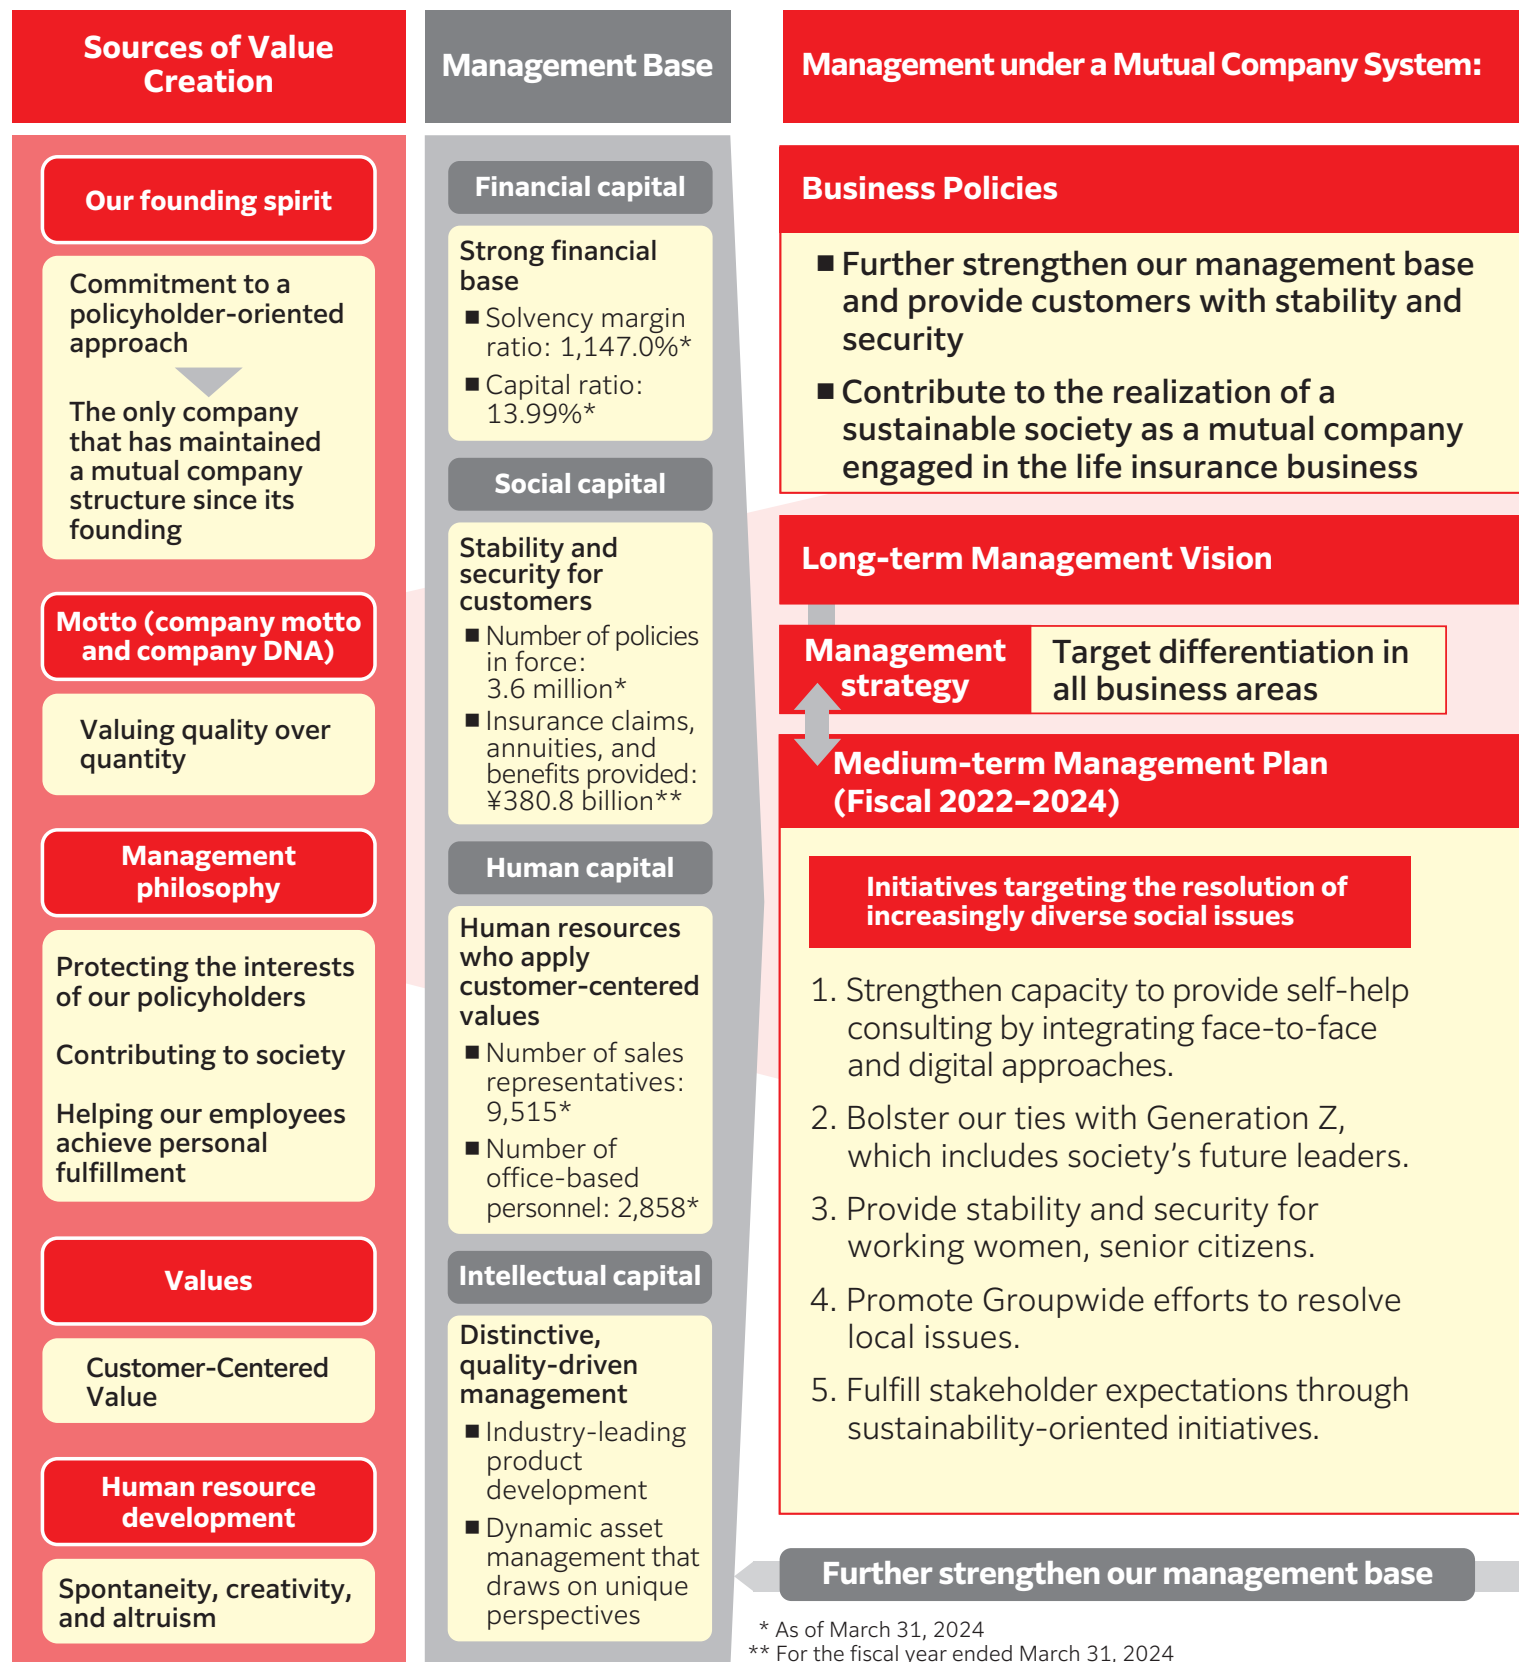 Sources of Value
Creation
Our founding spirit
Commitment to a
policyholder-oriented
approach
The only company
that has maintained
a mutual company
structure since its
founding
Motto (company motto
and company DNA)
Valuing quality over
quantity
Management
philosophy
Protecting the interests
of our policyholders
Contributing to society
Helping our employees
achieve personal
fulfillment
Values
Customer-Centered
Value
Human resource
development
Spontaneity, creativity,
and altruism
Management Base
Financial capital
Strong financial
base
■ Solvency margin
ratio: 1,147.0%*
■ Capital ratio:
13.99%*
Social capital
Stability and
security for
customers
■ Number of policies
in force:
3.6 million*
■ Insurance claims,
annuities, and
benefits provided:
¥380.8 billion**
Human capital
Human resources
who apply
customer-centered
values
■ Number of sales
representatives:
9,515*
■ Number of
office-based
personnel: 2,858*
Intellectual capital
Distinctive,
quality-driven
management
■ Industry-leading
product
development
■ Dynamic asset
management that
draws on unique
perspectives
Management under a Mutual Company System:
Business Policies
■ Further strengthen our management base
and provide customers with stability and
security
■ Contribute to the realization of a
sustainable society as a mutual company
engaged in the life insurance business
Long-term Management Vision
Management
strategy
Target differentiation in
all business areas
Medium-term Management Plan
(Fiscal 2022–2024)
Initiatives targeting the resolution of
increasingly diverse social issues
1. Strengthen capacity to provide self-help
consulting by integrating face-to-face
and digital approaches.
2. Bolster our ties with Generation Z,
which includes society's future leaders.
3. Provide stability and security for
working women, senior citizens.
4. Promote Groupwide efforts to resolve
local issues.
5. Fulfill stakeholder expectations through
sustainability-oriented initiatives.
Further strengthen our management base
* As of March 31, 2024
** For the fiscal year ended March 31, 2024